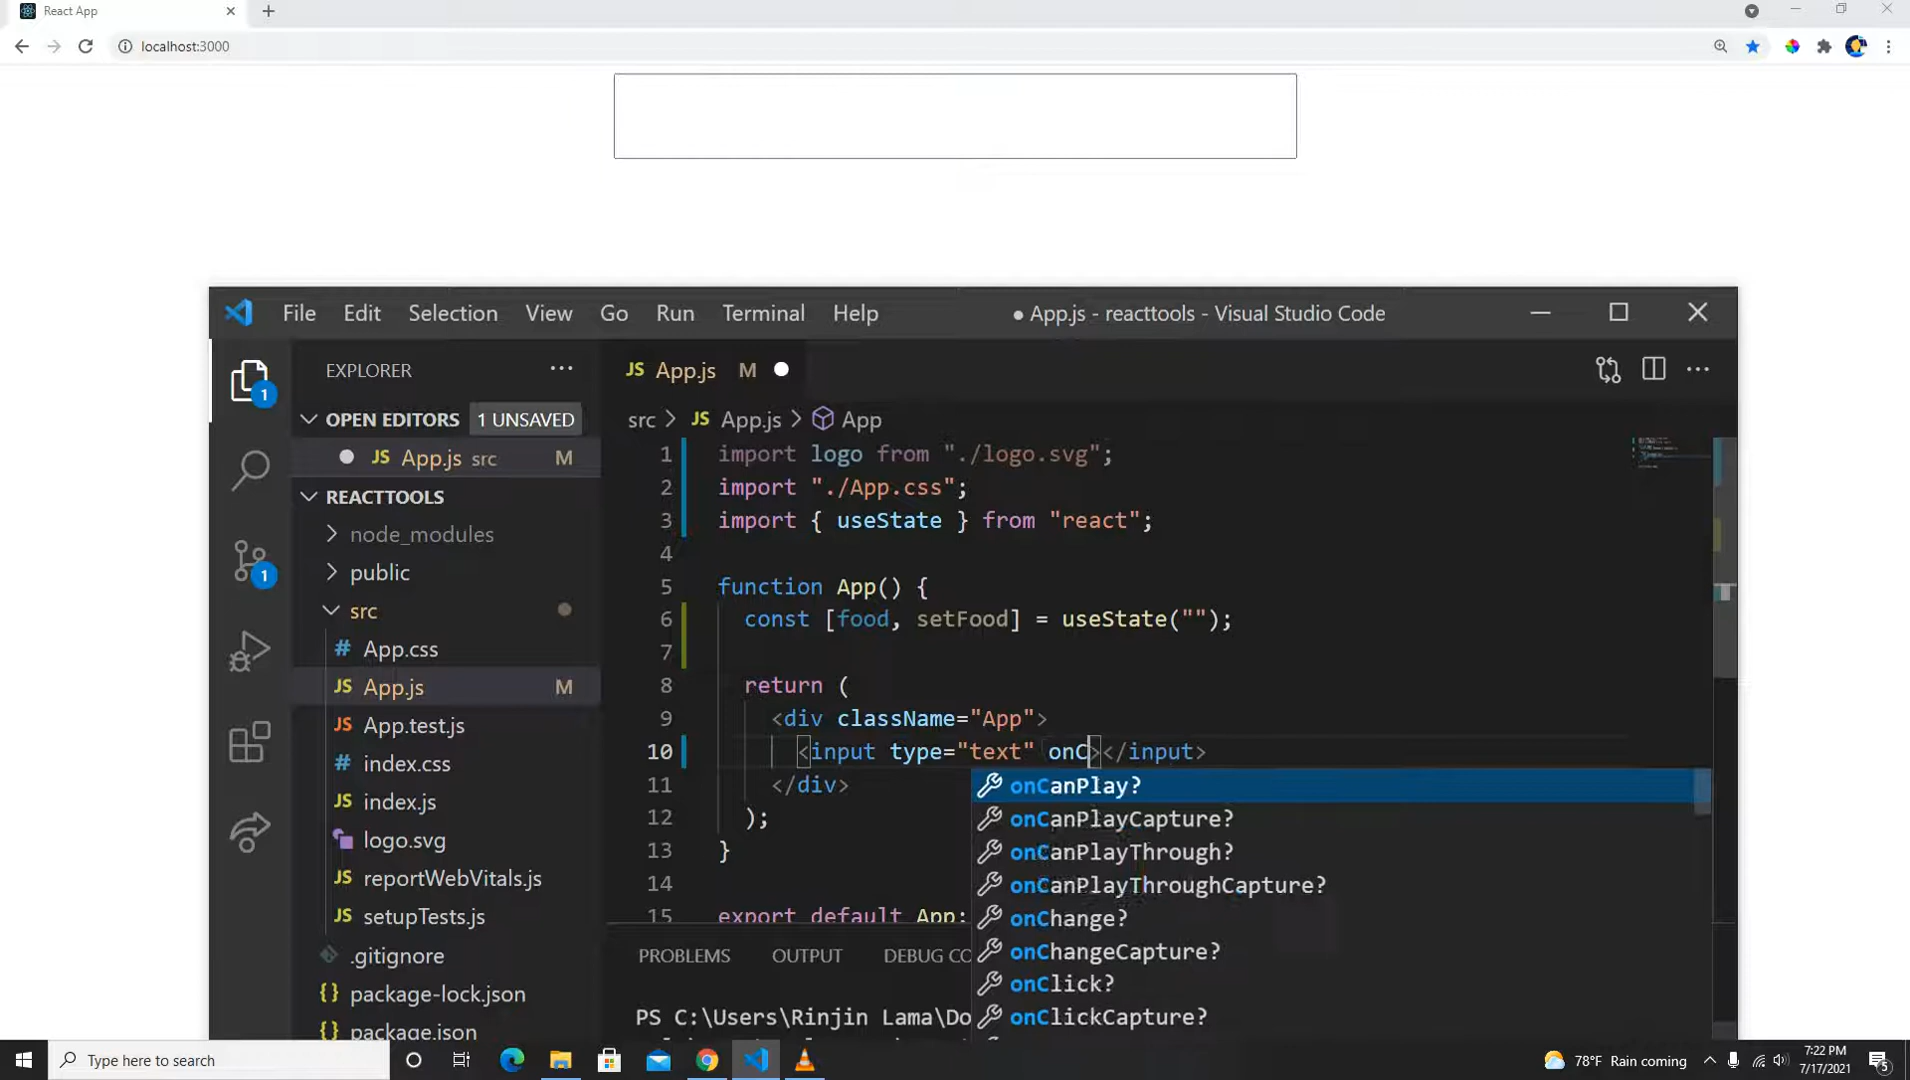 React App
localhost:3000
File Edit Selection View Go Run Terminal Help
● App.js - reacttools - Visual Studio Code
EXPLORER
OPEN EDITORS 1 UNSAVED
JS App.js src M
REACTTOOLS
node_modules
public
src
# App.css
JS App.js M
JS App.test.js
# index.css
JS index.js
logo.svg
JS reportWebVitals.js
JS setupTests.js
.gitignore
{} package-lock.json
{} package.json
1
1
JS App.js M
src > JS App.js > App
1 import logo from "./logo.svg";
2 import "./App.css";
3 import { useState } from "react";
4
5 function App() {
6 const [food, setFood] = useState("");
7
8 return (
9 <div className="App">
10 <input type="text" onC></input>
11 </div>
12 );
13 }
14
15 export default App;
onCanPlay?
onCanPlayCapture?
onCanPlayThrough?
onCanPlayThroughCapture?
onChange?
onChangeCapture?
onClick?
onClickCapture?
PROBLEMS OUTPUT DEBUG CO
PS C:\Users\Rinjin Lama\Do
Type here to search
78°F Rain coming
7:22 PM
7/17/2021
5